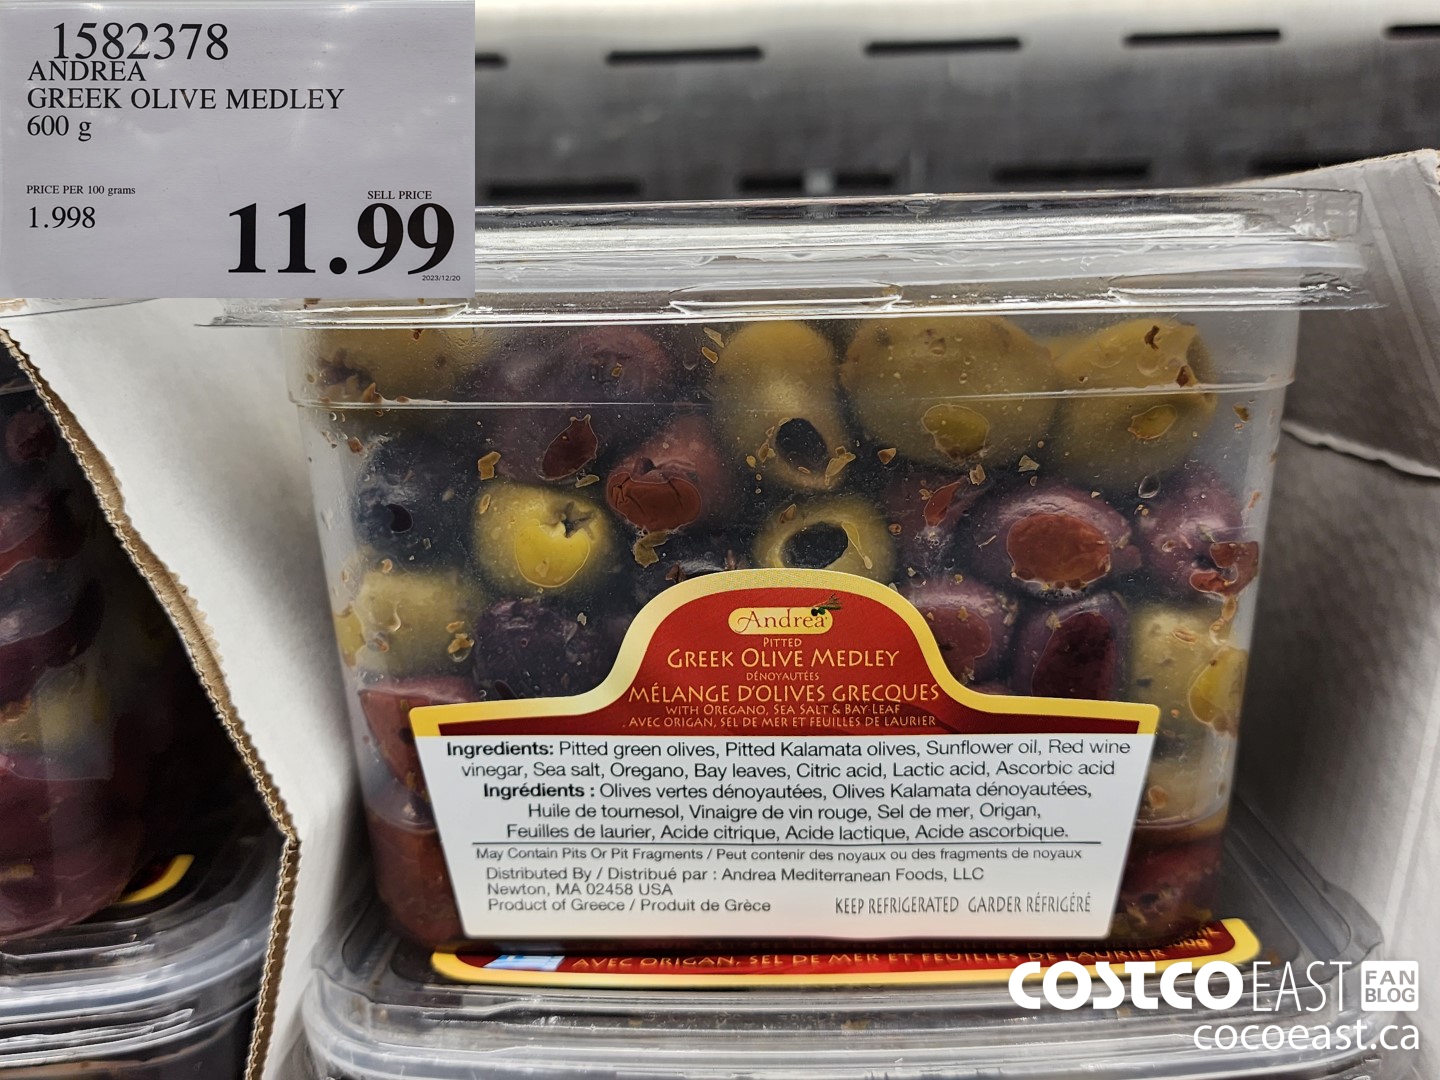 1582378
ANDREA
GREEK OLIVE MEDLEY
600 g
PRICE PER 100 grams
1.998
SELL PRICE
11.99
2023/12/20
Andrea
PITTED
GREEK OLIVE MEDLEY
DÉNOYAUTÉES
MÉLANGE D'OLIVES GRECQUES
WITH OREGANO, SEA SALT & BAY LEAF
AVEC ORIGAN, SEL DE MER ET FEUILLES DE LAURIER
Ingredients: Pitted green olives, Pitted Kalamata olives, Sunflower oil, Red wine
vinegar, Sea salt, Oregano, Bay leaves, Citric acid, Lactic acid, Ascorbic acid
Ingrédients : Olives vertes dénoyautées, Olives Kalamata dénoyautées,
Huile de tournesol, Vinaigre de vin rouge, Sel de mer, Origan,
Feuilles de laurier, Acide citrique, Acide lactique, Acide ascorbique.
May Contain Pits Or Pit Fragments / Peut contenir des noyaux ou des fragments de noyaux
Distributed By / Distribué par : Andrea Mediterranean Foods, LLC
Newton, MA 02458 USA
Product of Greece / Produit de Grèce
KEEP REFRIGERATED GARDER RÉFRIGÉRÉ
AVEC ORIGAN, SEL DE MER ET FEUILLES DE LAURIER
COSTCO EAST FAN BLOG
cocoeast.ca